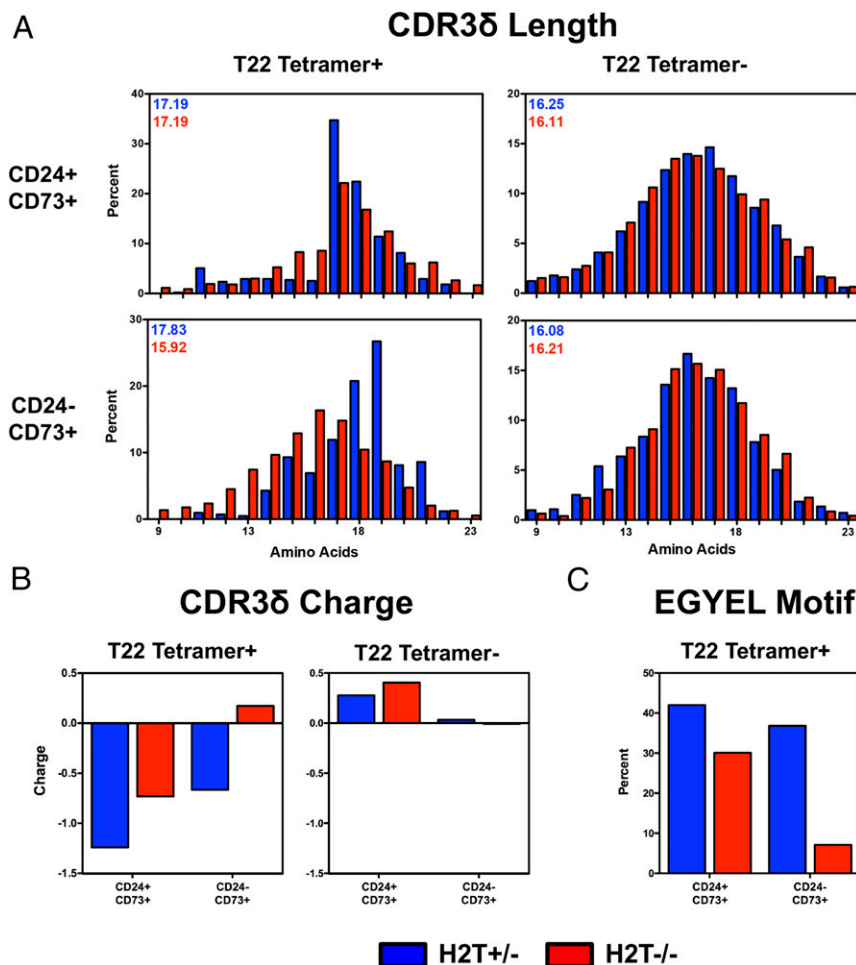 A
CDR3δ Length
T22 Tetramer+
T22 Tetramer-
CD24+
CD73+
Percent
40
30
20
10
0
17.19
17.19
20
15
10
5
0
16.25
16.11
CD24-
CD73+
Percent
30
20
10
0
17.83
15.92
9
13
18
23
Amino Acids
20
15
10
5
0
16.08
16.21
9
13
18
23
Amino Acids
B
CDR3δ Charge
T22 Tetramer+
T22 Tetramer-
Charge
0.5
0.0
-0.5
-1.0
-1.5
CD24+
CD73+
CD24-
CD73+
0.5
0.0
-0.5
-1.0
-1.5
CD24+
CD73+
CD24-
CD73+
C
EGYEL Motif
T22 Tetramer+
Percent
50
40
30
20
10
0
CD24+
CD73+
CD24-
CD73+
H2T+/-
H2T-/-